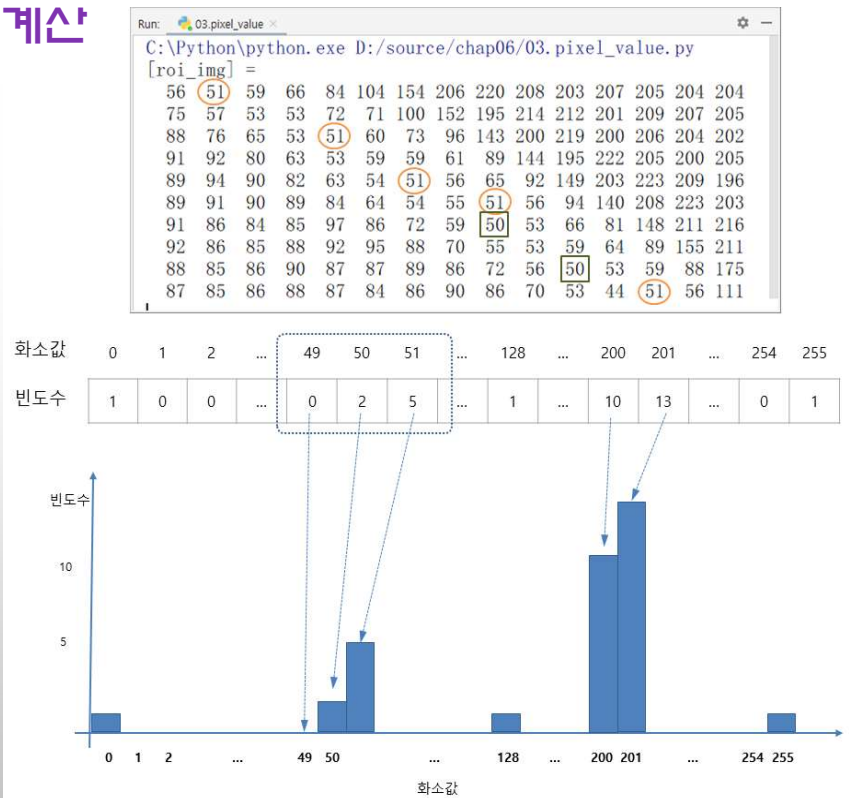 계산
Run: 03.pixel_value ×
C:\Python\python.exe D:/source/chap06/03.pixel_value.py
[roi_img] =
56 51 59 66 84 104 154 206 220 208 203 207 205 204 204
75 57 53 53 72 71 100 152 195 214 212 201 209 207 205
88 76 65 53 51 60 73 96 143 200 219 200 206 204 202
91 92 80 63 53 59 59 61 89 144 195 222 205 200 205
89 94 90 82 63 54 51 56 65 92 149 203 223 209 196
89 91 90 89 84 64 54 55 51 56 94 140 208 223 203
91 86 84 85 97 86 72 59 50 53 66 81 148 211 216
92 86 85 88 92 95 88 70 55 53 59 64 89 155 211
88 85 86 90 87 87 89 86 72 56 50 53 59 88 175
87 85 86 88 87 84 86 90 86 70 53 44 51 56 111
화소값 0 1 2 ... 49 50 51 ... 128 ... 200 201 ... 254 255
빈도수 1 0 0 ... 0 2 5 ... 1 ... 10 13 ... 0 1
빈도수
10
5
0 1 2 ... 49 50 ... 128 ... 200 201 ... 254 255
화소값